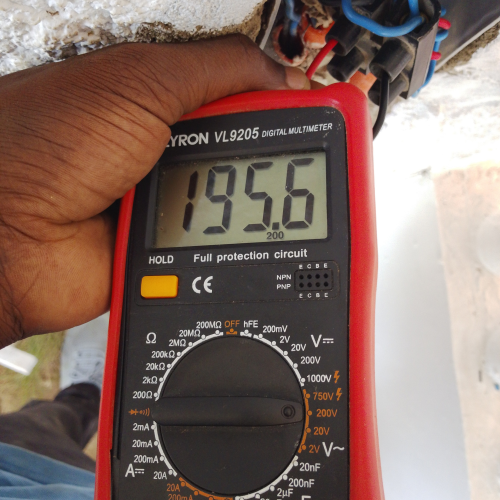 YRON VL9205 DIGITAL MULTIMETER
195.6
200
HOLD Full protection circuit
CE
E C B E
NPN
PNP
E C B E
Ω
200MΩ OFF hFE
20MΩ 200mV
2MΩ 2V
200kΩ 20V
20kΩ 200V
2kΩ 1000V
200Ω 750V
200V
2mA 20V
20mA 2V
200mA 20nF
20A 200nF
20A 2μF
200mA
V⎓
V~
A⎓
F